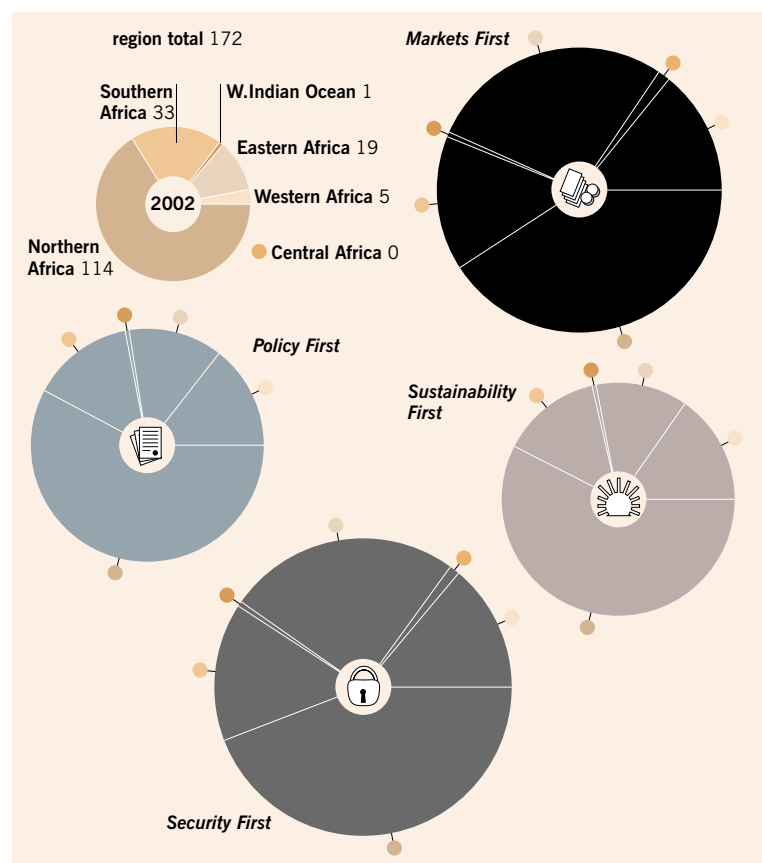 region total 172
Markets First
Southern
Africa 33
W.Indian Ocean 1
Eastern Africa 19
Western Africa 5
2002
Northern
Africa 114
Central Africa 0
Policy First
Sustainability
First
Security First